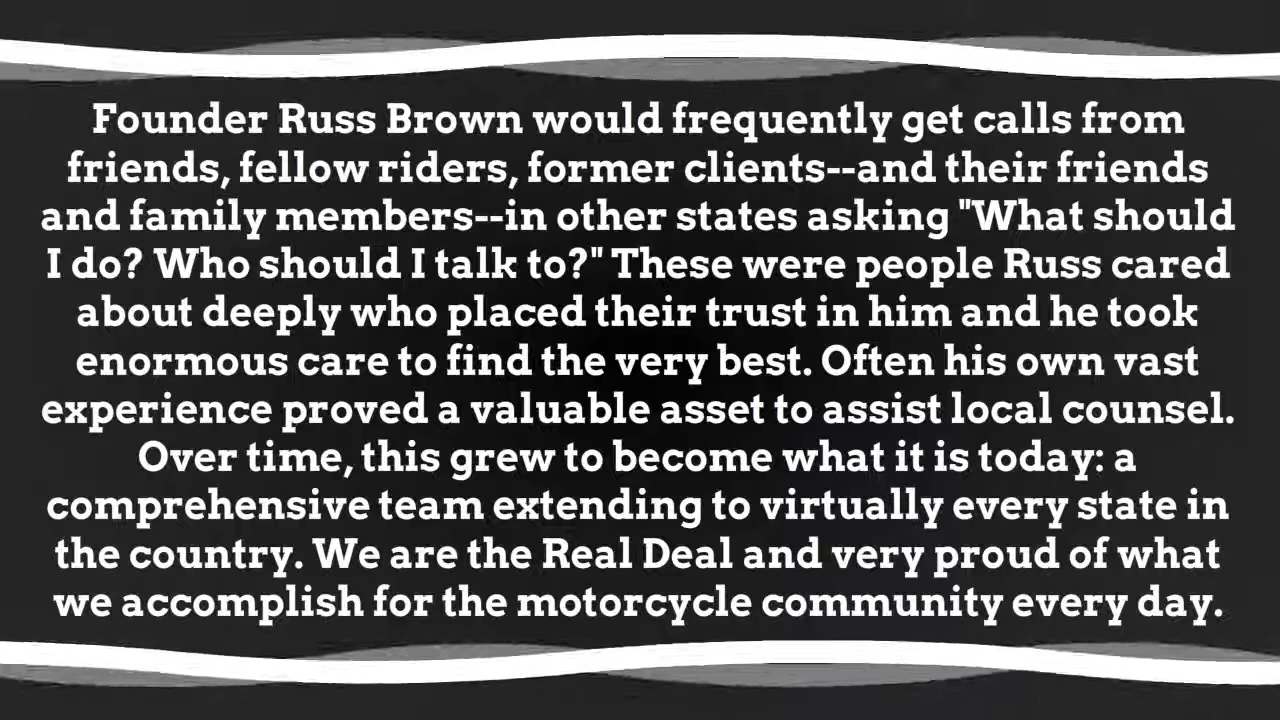 Founder Russ Brown would frequently get calls from
friends, fellow riders, former clients--and their friends
and family members--in other states asking "What should
I do? Who should I talk to?" These were people Russ cared
about deeply who placed their trust in him and he took
enormous care to find the very best. Often his own vast
experience proved a valuable asset to assist local counsel.
Over time, this grew to become what it is today: a
comprehensive team extending to virtually every state in
the country. We are the Real Deal and very proud of what
we accomplish for the motorcycle community every day.